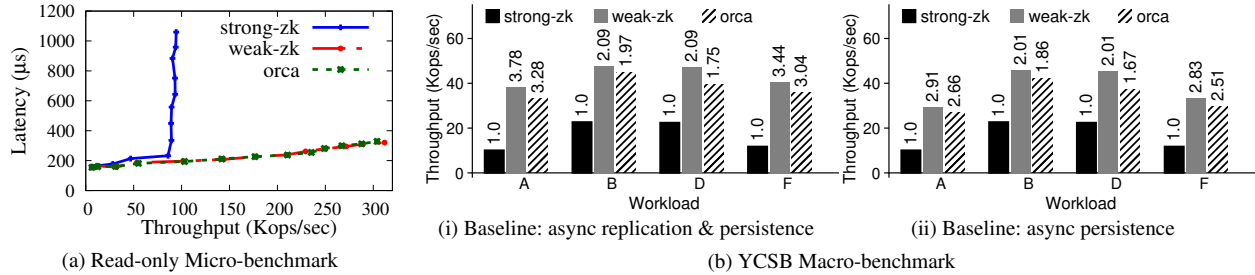 Latency (µs)
1200
1000
800
600
400
200
0
strong-zk
weak-zk
orca
0 50 100 150 200 250 300
Throughput (Kops/sec)
(a) Read-only Micro-benchmark
Throughput (Kops/sec)
60
40
20
0
strong-zk weak-zk orca
1.0 3.78 3.28
1.0 2.09 1.97
1.0 2.09 1.75
1.0 3.44 3.04
A B D F
Workload
(i) Baseline: async replication & persistence
Throughput (Kops/sec)
60
40
20
0
strong-zk weak-zk orca
1.0 2.91 2.66
1.0 2.01 1.86
1.0 2.01 1.67
1.0 2.83 2.51
A B D F
Workload
(ii) Baseline: async persistence
(b) YCSB Macro-benchmark